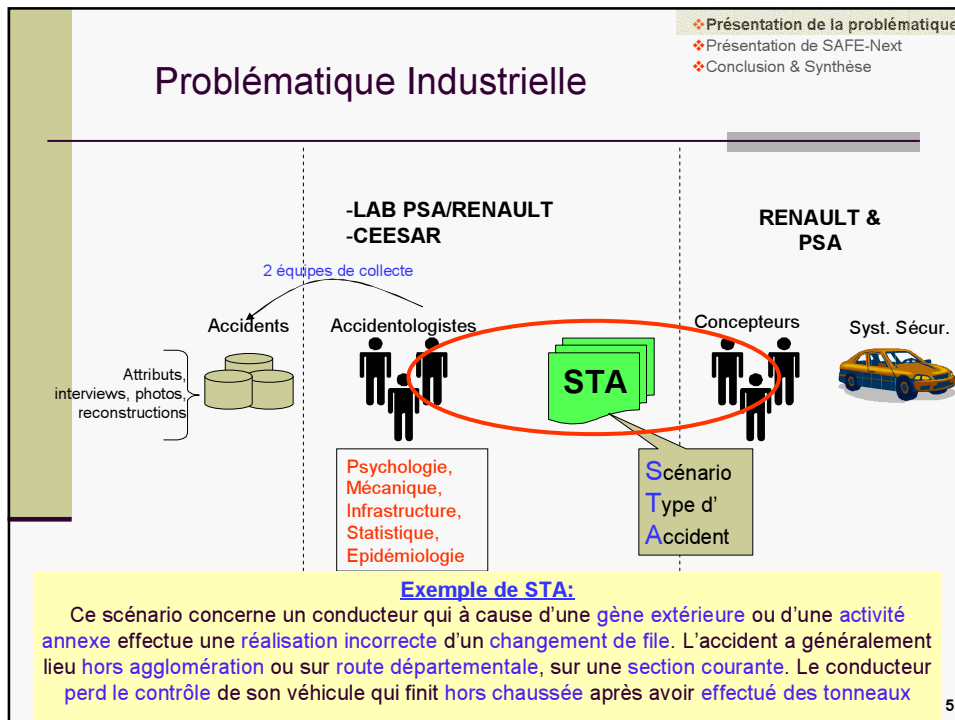 ❖Présentation de la problématique
❖Présentation de SAFE-Next
❖Conclusion & Synthèse
Problématique Industrielle
-LAB PSA/RENAULT
-CEESAR
RENAULT &
PSA
2 équipes de collecte
Accidents
Accidentologistes
Concepteurs
Syst. Sécur.
Attributs,
interviews, photos,
reconstructions
STA
Psychologie,
Mécanique,
Infrastructure,
Statistique,
Epidémiologie
Scénario
Type d’
Accident
Exemple de STA:
Ce scénario concerne un conducteur qui à cause d’une gène extérieure ou d’une activité
annexe effectue une réalisation incorrecte d’un changement de file. L’accident a généralement
lieu hors agglomération ou sur route départementale, sur une section courante. Le conducteur
perd le contrôle de son véhicule qui finit hors chaussée après avoir effectué des tonneaux
5